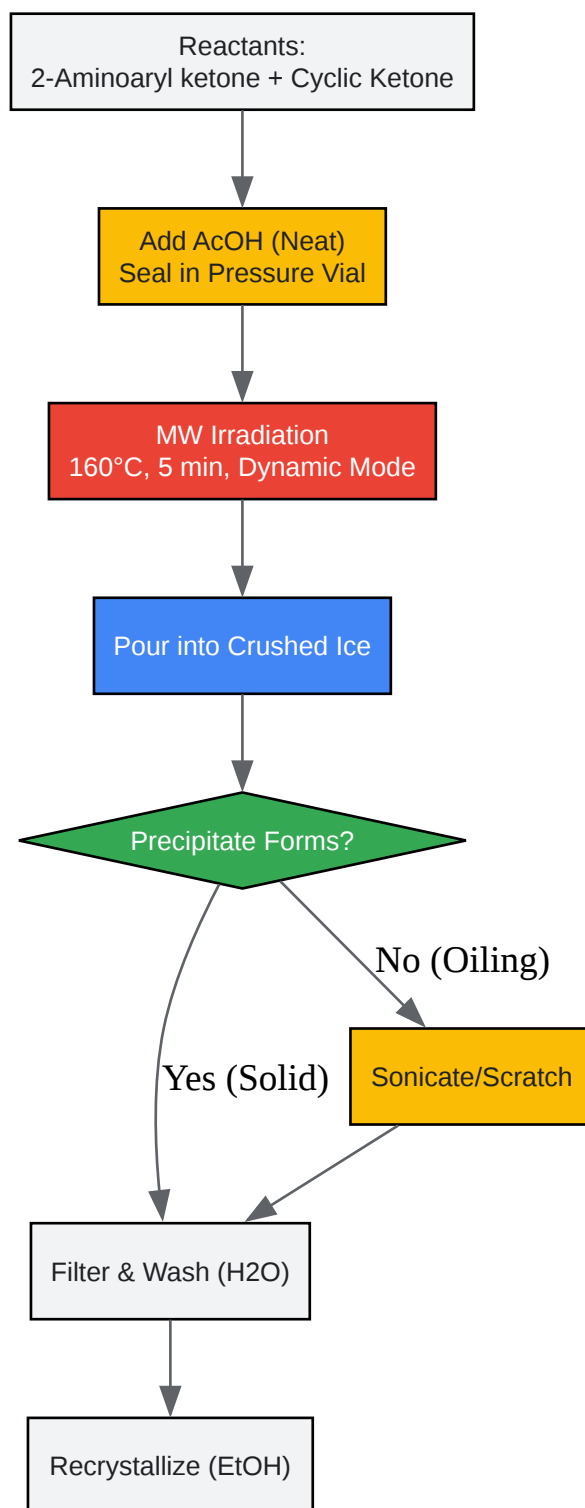 Reactants:
2-Aminoaryl ketone + Cyclic Ketone
Add AcOH (Neat)
Seal in Pressure Vial
MW Irradiation
160°C, 5 min, Dynamic Mode
Pour into Crushed Ice
Precipitate Forms?
No (Oiling)
Yes (Solid)
Sonicate/Scratch
Filter & Wash (H2O)
Recrystallize (EtOH)